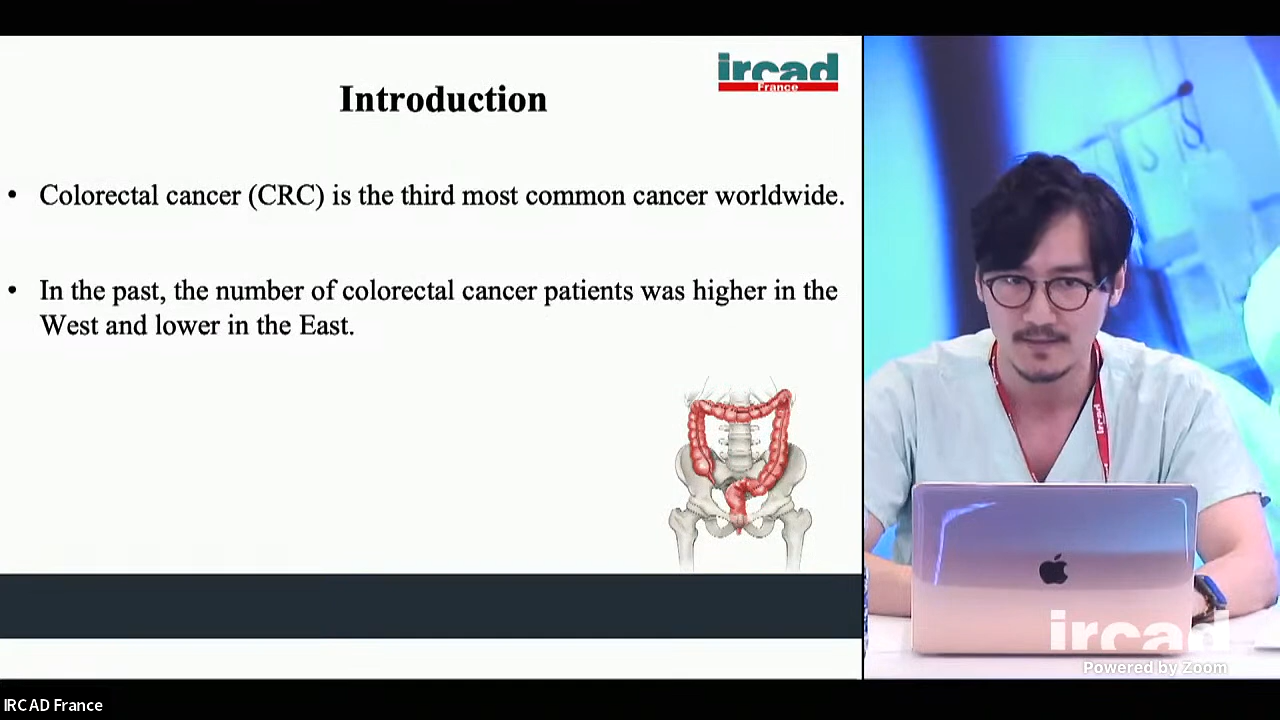 ircad
France
Introduction
• Colorectal cancer (CRC) is the third most common cancer worldwide.
• In the past, the number of colorectal cancer patients was higher in the
West and lower in the East.
ircad
ircad
Powered by Zoom
IRCAD France